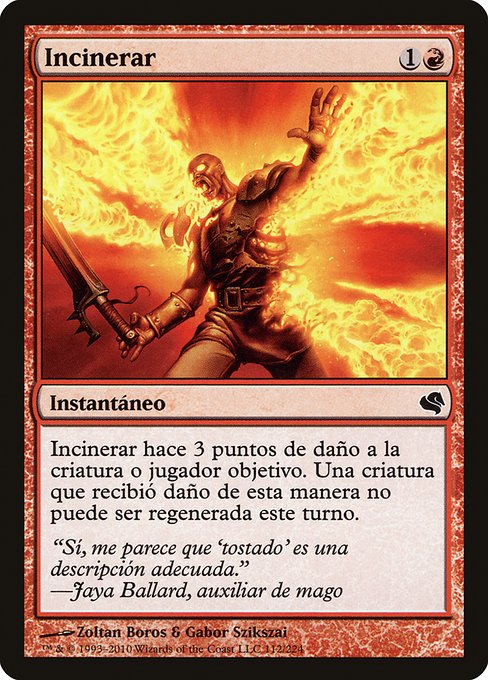 Incinerar 1
Instantáneo
Incinerar hace 3 puntos de daño a la
criatura o jugador objetivo. Una criatura
que recibió daño de esta manera no
puede ser regenerada este turno.
“Sí, me parece que ‘tostado’ es una
descripción adecuada.”
—Jaya Ballard, auxiliar de mago
Zoltan Boros & Gabor Szikszai
™ & © 1993–2010 Wizards of the Coast LLC 112/224